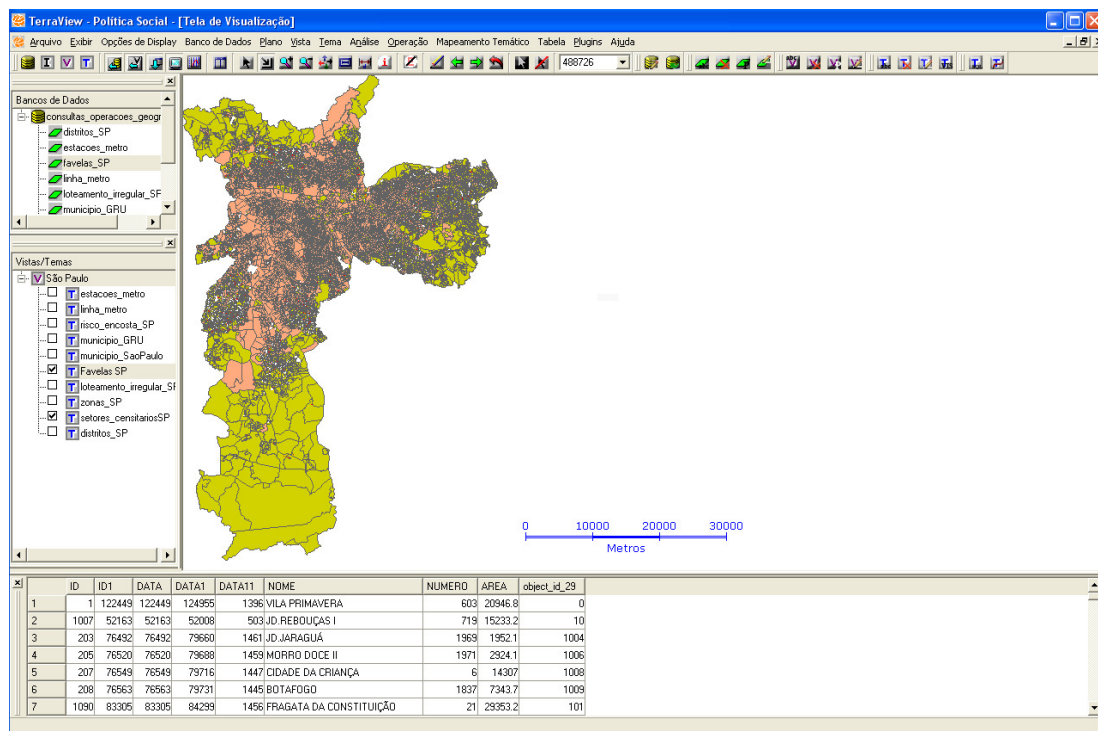 TerraView - Política Social - [Tela de Visualização]
Arquivo Exibir Opções de Display Banco de Dados Plano Vista Tema Análise Operação Mapeamento Temático Tabela Plugins Ajuda
488726
Bancos de Dados
consultas_operacoes_geogr
distritos_SP
estacoes_metro
favelas_SP
linha_metro
loteamento_irregular_SF
municipio_GRU
Vistas/Temas
São Paulo
estacoes_metro
linha_metro
risco_encosta_SP
municipio_GRU
municipio_SaoPaulo
Favelas SP
loteamento_irregular_SF
zonas_SP
setores_censitariosSP
distritos_SP
0 10000 20000 30000
Metros
ID ID1 DATA DATA1 DATA11 NOME NUMERO AREA object_id_29
1 1 122449 122449 124955 1396 VILA PRIMAVERA 603 20946.8 0
2 1007 52163 52163 52008 503 JD.REBOUÇAS I 719 15233.2 10
3 203 76492 76492 79660 1461 JD.JARAGUÁ 1969 1952.1 1004
4 205 76520 76520 79688 1459 MORRO DOCE II 1971 2924.1 1006
5 207 76549 76549 79716 1447 CIDADE DA CRIANÇA 6 14307 1008
6 208 76563 76563 79731 1445 BOTAFOGO 1837 7343.7 1009
7 1090 83305 83305 84299 1456 FRAGATA DA CONSTITUIÇÃO 21 29353.2 101